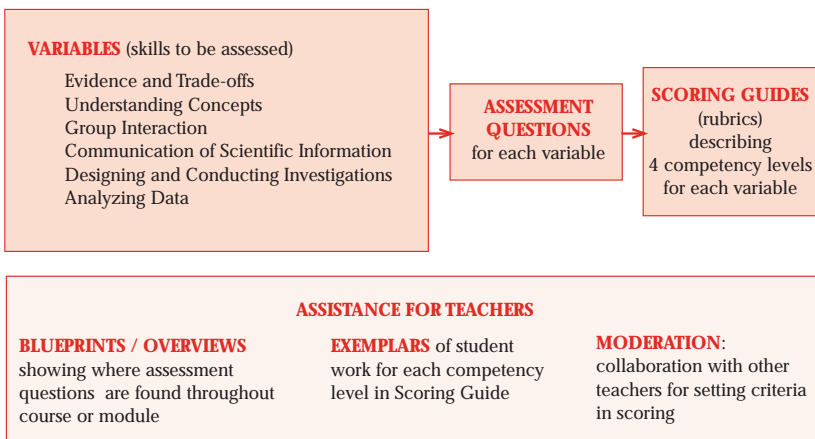 VARIABLES (skills to be assessed)
Evidence and Trade-offs
Understanding Concepts
Group Interaction
Communication of Scientific Information
Designing and Conducting Investigations
Analyzing Data
ASSESSMENT
QUESTIONS
for each variable
SCORING GUIDES
(rubrics)
describing
4 competency levels
for each variable
ASSISTANCE FOR TEACHERS
BLUEPRINTS / OVERVIEWS
showing where assessment
questions are found throughout
course or module
EXEMPLARS of student
work for each competency
level in Scoring Guide
MODERATION:
collaboration with other
teachers for setting criteria
in scoring